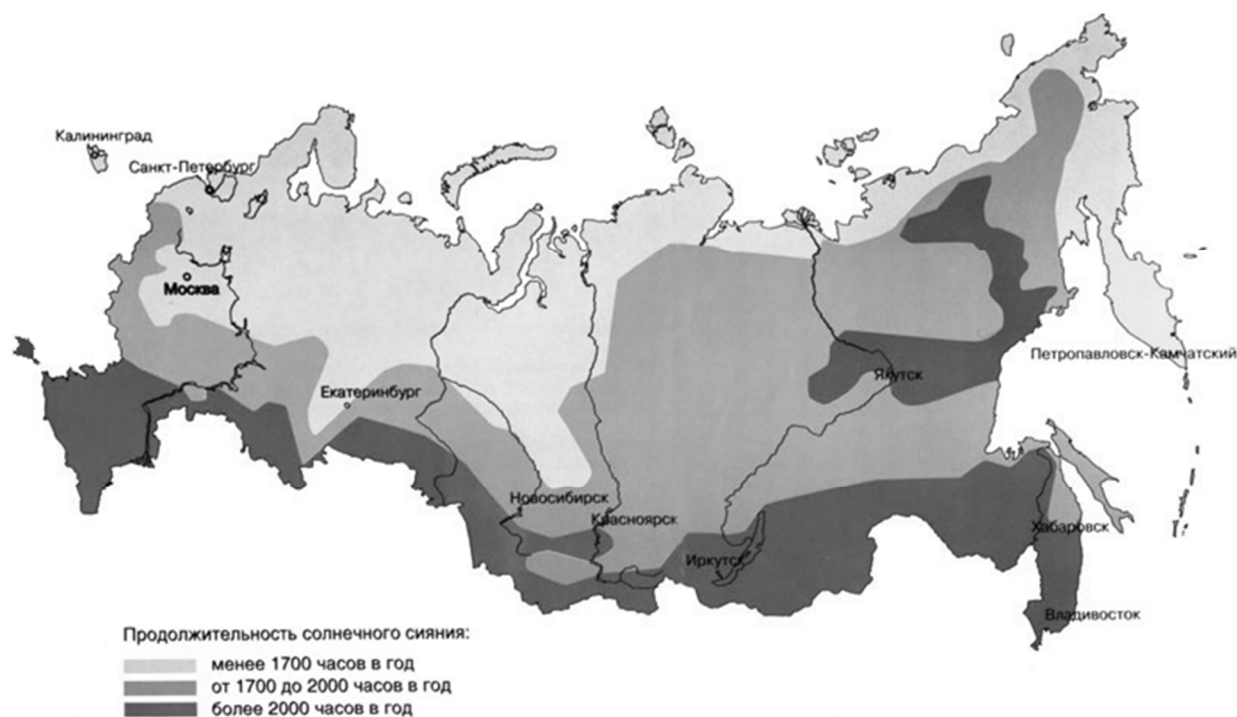 Калининград
Санкт-Петербург
Москва
Петропавловск-Камчатский
Якутск
Екатеринбург
Новосибирск
Красноярск
Хабаровск
Иркутск
Владивосток
Продолжительность солнечного сияния:
менее 1700 часов в год
от 1700 до 2000 часов в год
более 2000 часов в год